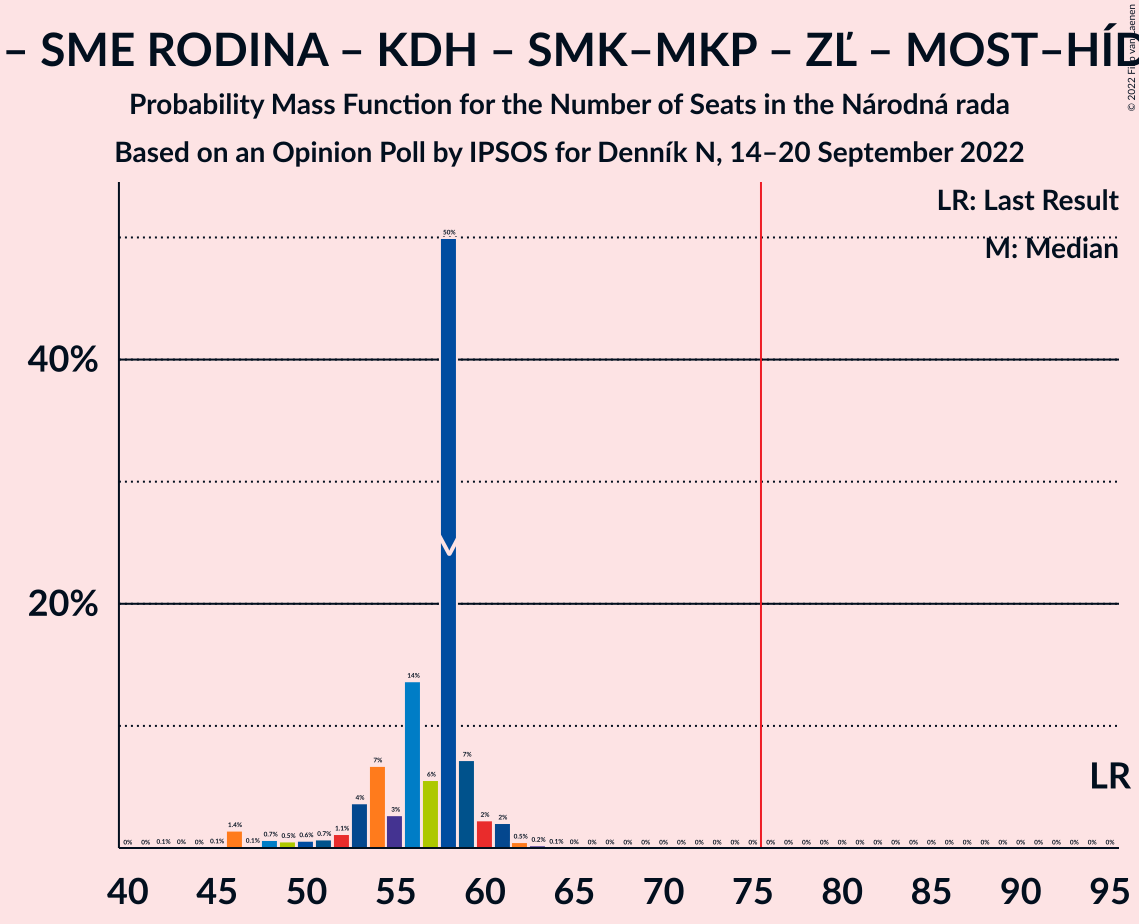 – SME RODINA – KDH – SMK–MKP – ZĽ – MOST–HÍD
© 2022 Filip van Laenen
Probability Mass Function for the Number of Seats in the Národná rada
Based on an Opinion Poll by IPSOS for Denník N, 14–20 September 2022
LR: Last Result
M: Median
50%
40%
20%
14%
7% 6% 7%
4% 3% 2% 2%
1.4% 1.1%
0% 0% 0.1% 0% 0% 0.1% 0.1% 0.7% 0.5% 0.6% 0.7% 0.5% 0.2% 0.1% 0% 0% 0% 0% 0% 0% 0% 0% 0% 0% 0% 0% 0% 0% 0% 0% 0% 0% 0% 0% 0% 0% 0% 0% 0% 0% 0% 0% 0% 0% 0%
LR
40 45 50 55 60 65 70 75 80 85 90 95